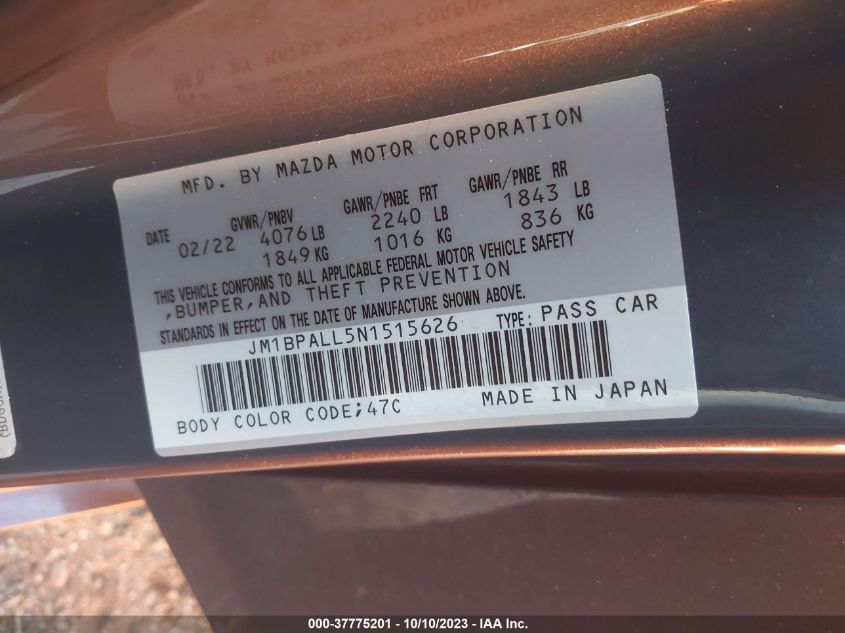 MFD. BY MAZDA MOTOR CORPORATION
DATE GVWR/PNBV GAWR/PNBE FRT GAWR/PNBE RR
02/22 4076 LB 2240 LB 1843 LB
1849 KG 1016 KG 836 KG
THIS VEHICLE CONFORMS TO ALL APPLICABLE FEDERAL MOTOR VEHICLE SAFETY
,BUMPER,AND THEFT PREVENTION
STANDARDS IN EFFECT ON THE DATE OF MANUFACTURE SHOWN ABOVE.
JM1BPALL5N1515626 TYPE: PASS CAR
BODY COLOR CODE;47C MADE IN JAPAN
000-37775201 - 10/10/2023 - IAA Inc.